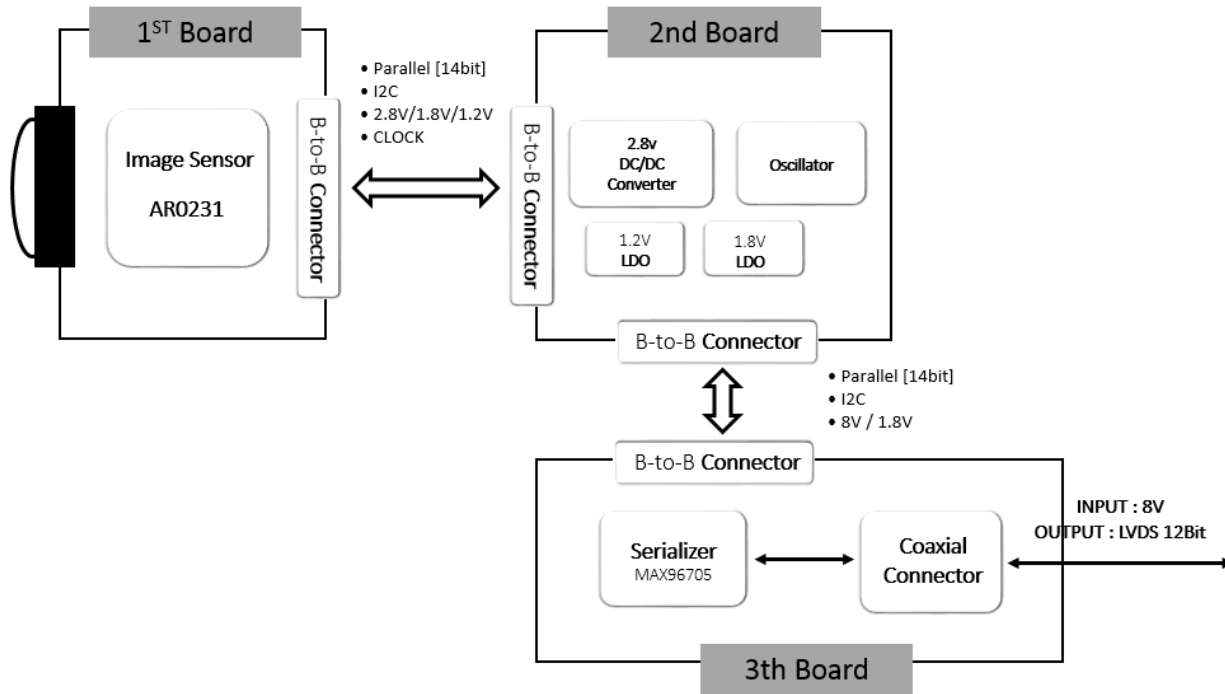 1ST Board
Image Sensor
AR0231
B-to-B Connector
• Parallel [14bit]
• I2C
• 2.8V/1.8V/1.2V
• CLOCK
2nd Board
B-to-B Connector
2.8v
DC/DC
Converter
Oscillator
1.2V
LDO
1.8V
LDO
B-to-B Connector
• Parallel [14bit]
• I2C
• 8V / 1.8V
B-to-B Connector
Serializer
MAX96705
Coaxial
Connector
INPUT : 8V
OUTPUT : LVDS 12Bit
3th Board